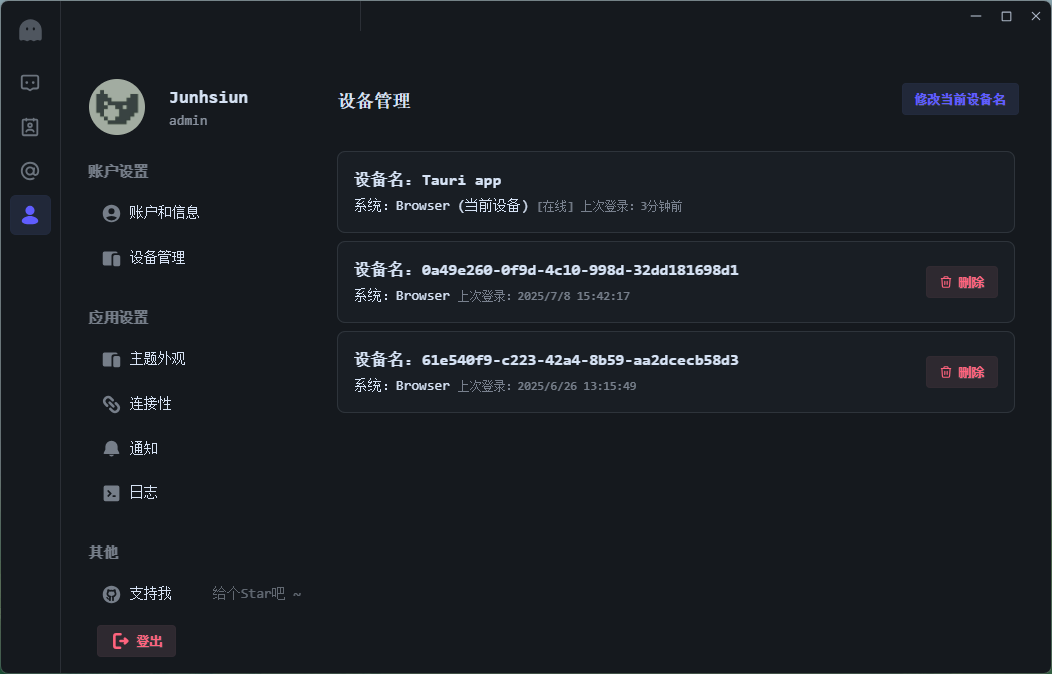 Junhsiun
admin
账户设置
账户和信息
设备管理
应用设置
主题外观
连接性
通知
日志
其他
支持我 给个Star吧 ~
登出
设备管理
修改当前设备名
设备名: Tauri app
系统: Browser (当前设备) [在线] 上次登录: 3分钟前
设备名: 0a49e260-0f9d-4c10-998d-32dd181698d1
系统: Browser 上次登录: 2025/7/8 15:42:17
删除
设备名: 61e540f9-c223-42a4-8b59-aa2dcecb58d3
系统: Browser 上次登录: 2025/6/26 13:15:49
删除